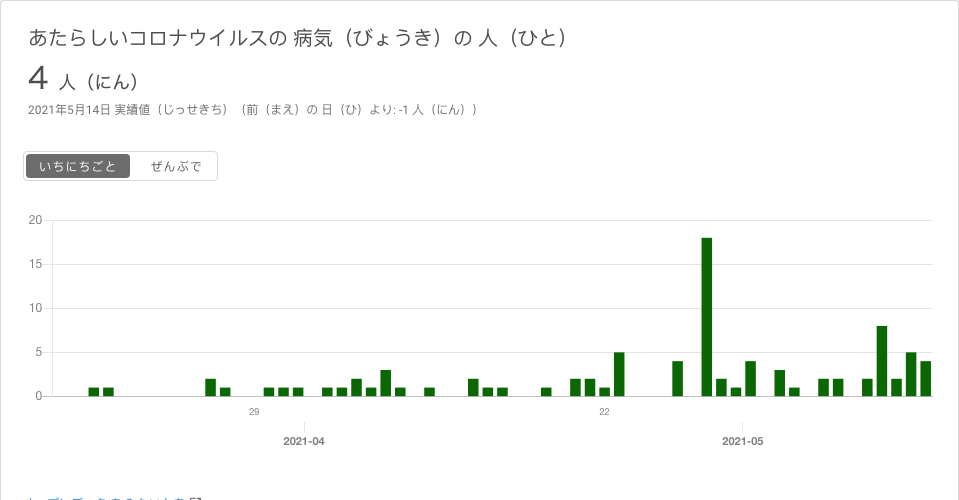 あたらしいコロナウイルスの 病気（びょうき）の 人（ひと）
4 人（にん）
2021年5月14日 実績値（じっせきち）（前（まえ）の 日（ひ）より: -1 人（にん））
いちにちごと ぜんぶで
20
15
10
5
0
29 22
2021-04 2021-05